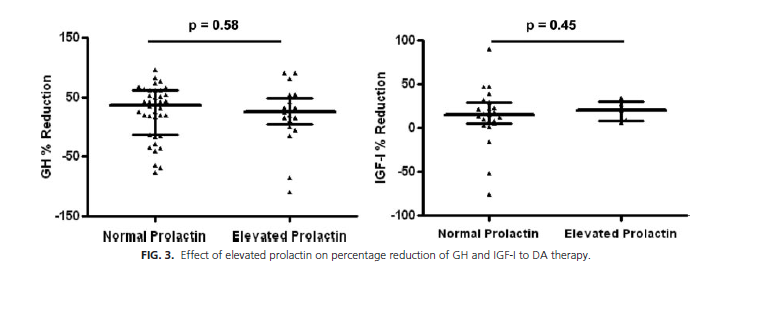 p = 0.58
p = 0.45
150
50
-50
-150
GH % Reduction
Normal Prolactin
Elevated Prolactin
100
50
0
-50
-100
IGF-I % Reduction
Normal Prolactin
Elevated Prolactin
FIG. 3. Effect of elevated prolactin on percentage reduction of GH and IGF-I to DA therapy.